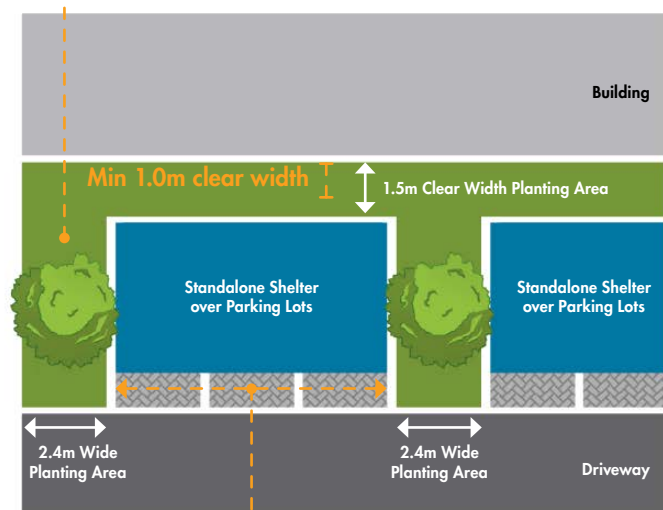 Building
Min 1.0m clear width
1.5m Clear Width Planting Area
Standalone Shelter
over Parking Lots
Standalone Shelter
over Parking Lots
2.4m Wide
Planting Area
2.4m Wide
Planting Area
Driveway